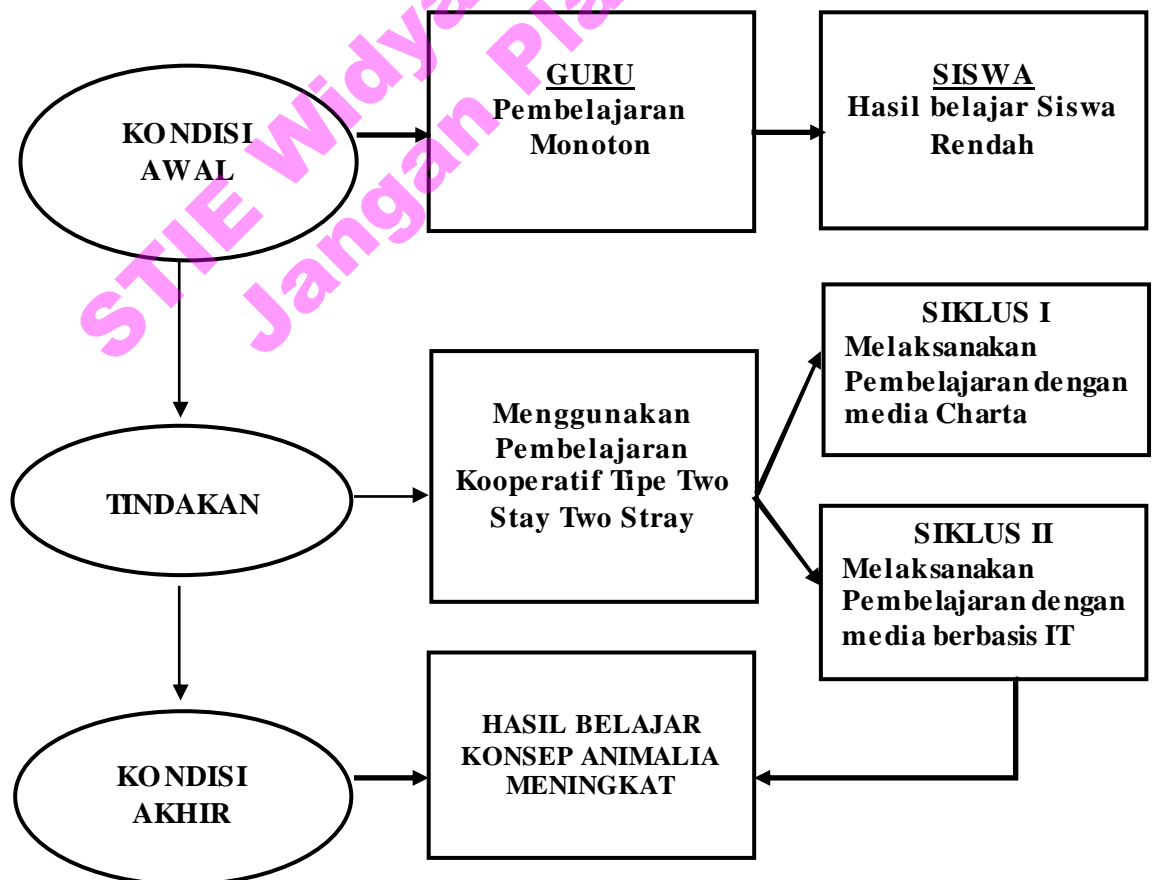 KONDISI
AWAL
GURU
Pembelajaran
Monoton
SISWA
Hasil belajar Siswa
Rendah
STIE Widya
Jangan Pla
TINDAKAN
Menggunakan
Pembelajaran
Kooperatif Tipe Two
Stay Two Stray
SIKLUS I
Melaksanakan
Pembelajaran dengan
media Charta
SIKLUS II
Melaksanakan
Pembelajaran dengan
media berbasis IT
KONDISI
AKHIR
HASIL BELAJAR
KONSEP ANIMALIA
MENINGKAT